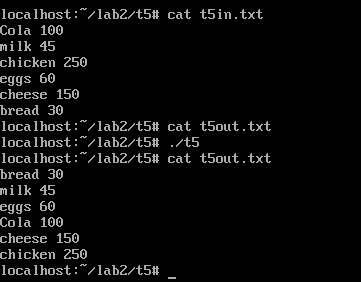 localhost:~/lab2/t5# cat t5in.txt
Cola 100
milk 45
chicken 250
eggs 60
cheese 150
bread 30
localhost:~/lab2/t5# cat t5out.txt
localhost:~/lab2/t5# ./t5
localhost:~/lab2/t5# cat t5out.txt
bread 30
milk 45
eggs 60
Cola 100
cheese 150
chicken 250
localhost:~/lab2/t5# _